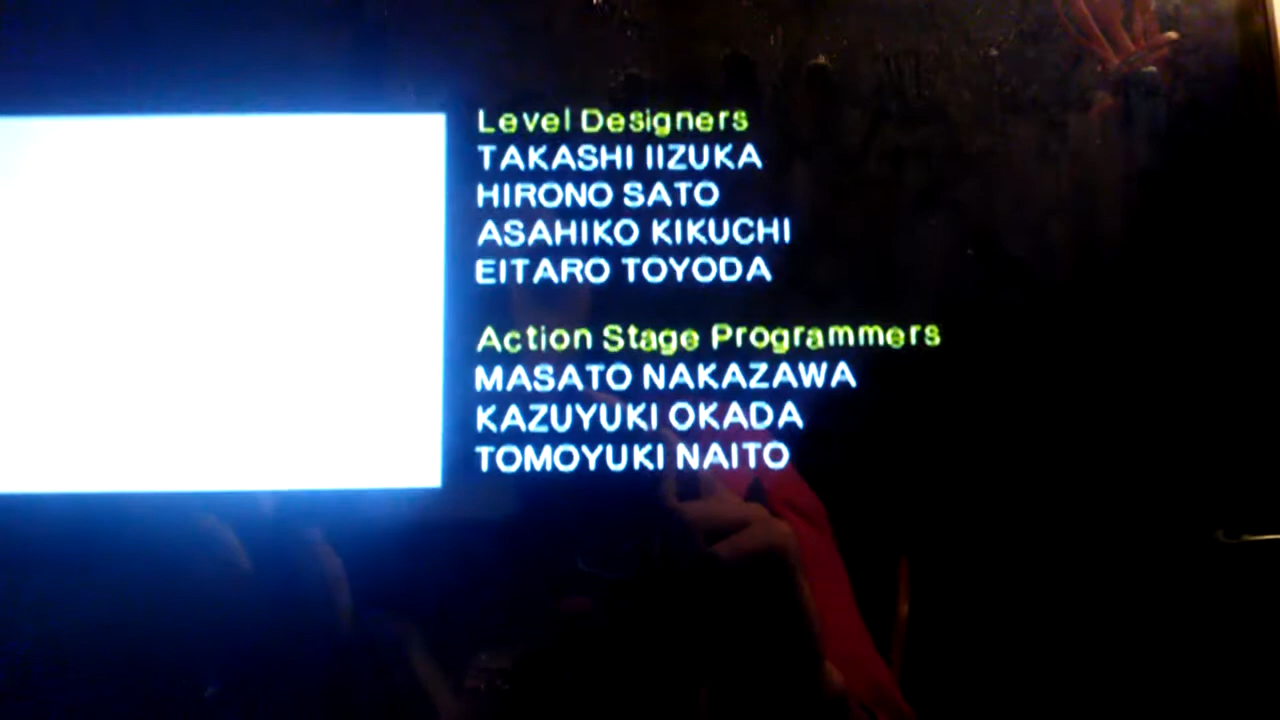 Level Designers
TAKASHI IIZUKA
HIRONO SATO
ASAHIKO KIKUCHI
EITARO TOYODA
Action Stage Programmers
MASATO NAKAZAWA
KAZUYUKI OKADA
TOMOYUKI NAITO